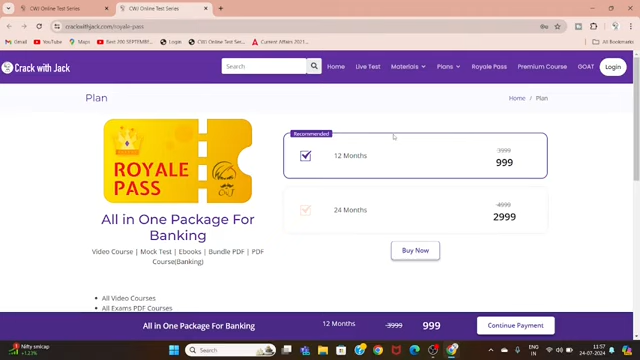 CWJ Online Test Series
CWJ Online Test Series
crackwithjack.com/royale-pass
Gmail
YouTube
Maps
Best 200 SEPTEMBE...
Login
CWJ Online Test Ser...
Current Affairs 2021...
All Bookmarks
Crack with Jack
Search
Home
Live Test
Materials
Plans
Royale Pass
Premium Course
GOAT
Login
Plan
Home / Plan
ROYALE
PASS
CWJ
Recommended
12 Months
3999
999
24 Months
4999
2999
Buy Now
All in One Package For
Banking
Video Course | Mock Test | Ebooks | Bundle PDF | PDF
Course(Banking)
All Video Courses
All Exams PDF Courses
All in One Package For Banking
12 Months
3999
999
Continue Payment
Nifty smlcap
+1.23%
Search
ENG
IN
11:57
24-07-2024